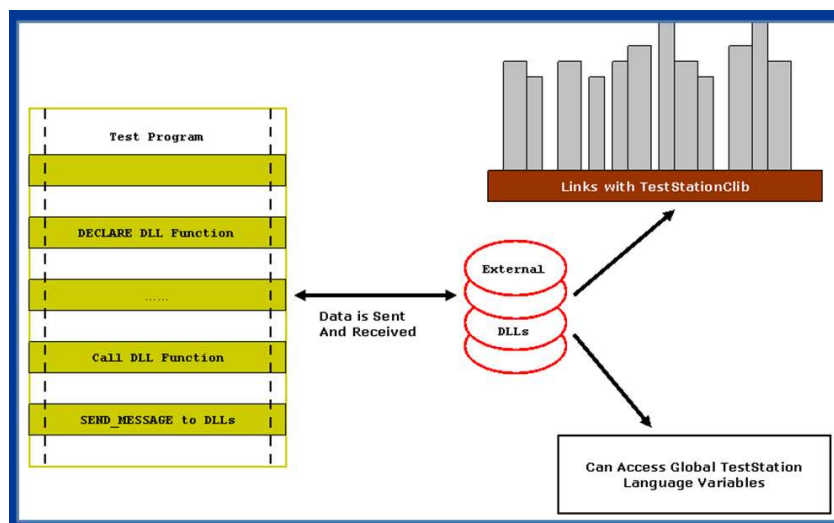 Test Program
DECLARE DLL Function
......
Call DLL Function
SEND_MESSAGE to DLLs
Data is Sent
And Received
External
DLLs
Links with TestStationClib
Can Access Global TestStation
Language Variables